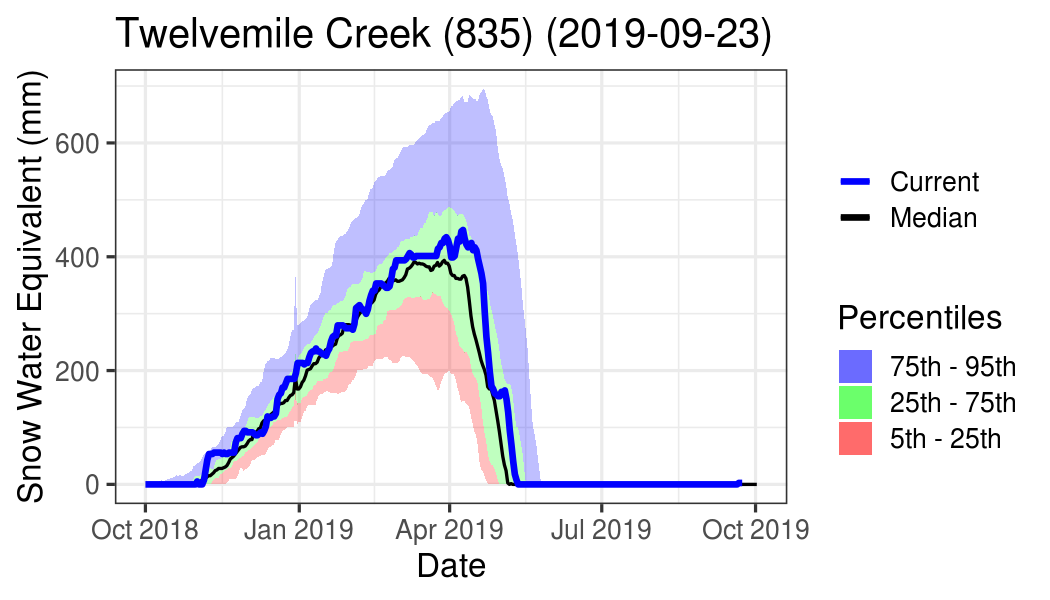 Twelvemile Creek (835) (2019-09-23)
Snow Water Equivalent (mm)
600
400
200
0
Oct 2018
Jan 2019
Apr 2019
Jul 2019
Oct 2019
Date
Current
Median
Percentiles
75th - 95th
25th - 75th
5th - 25th